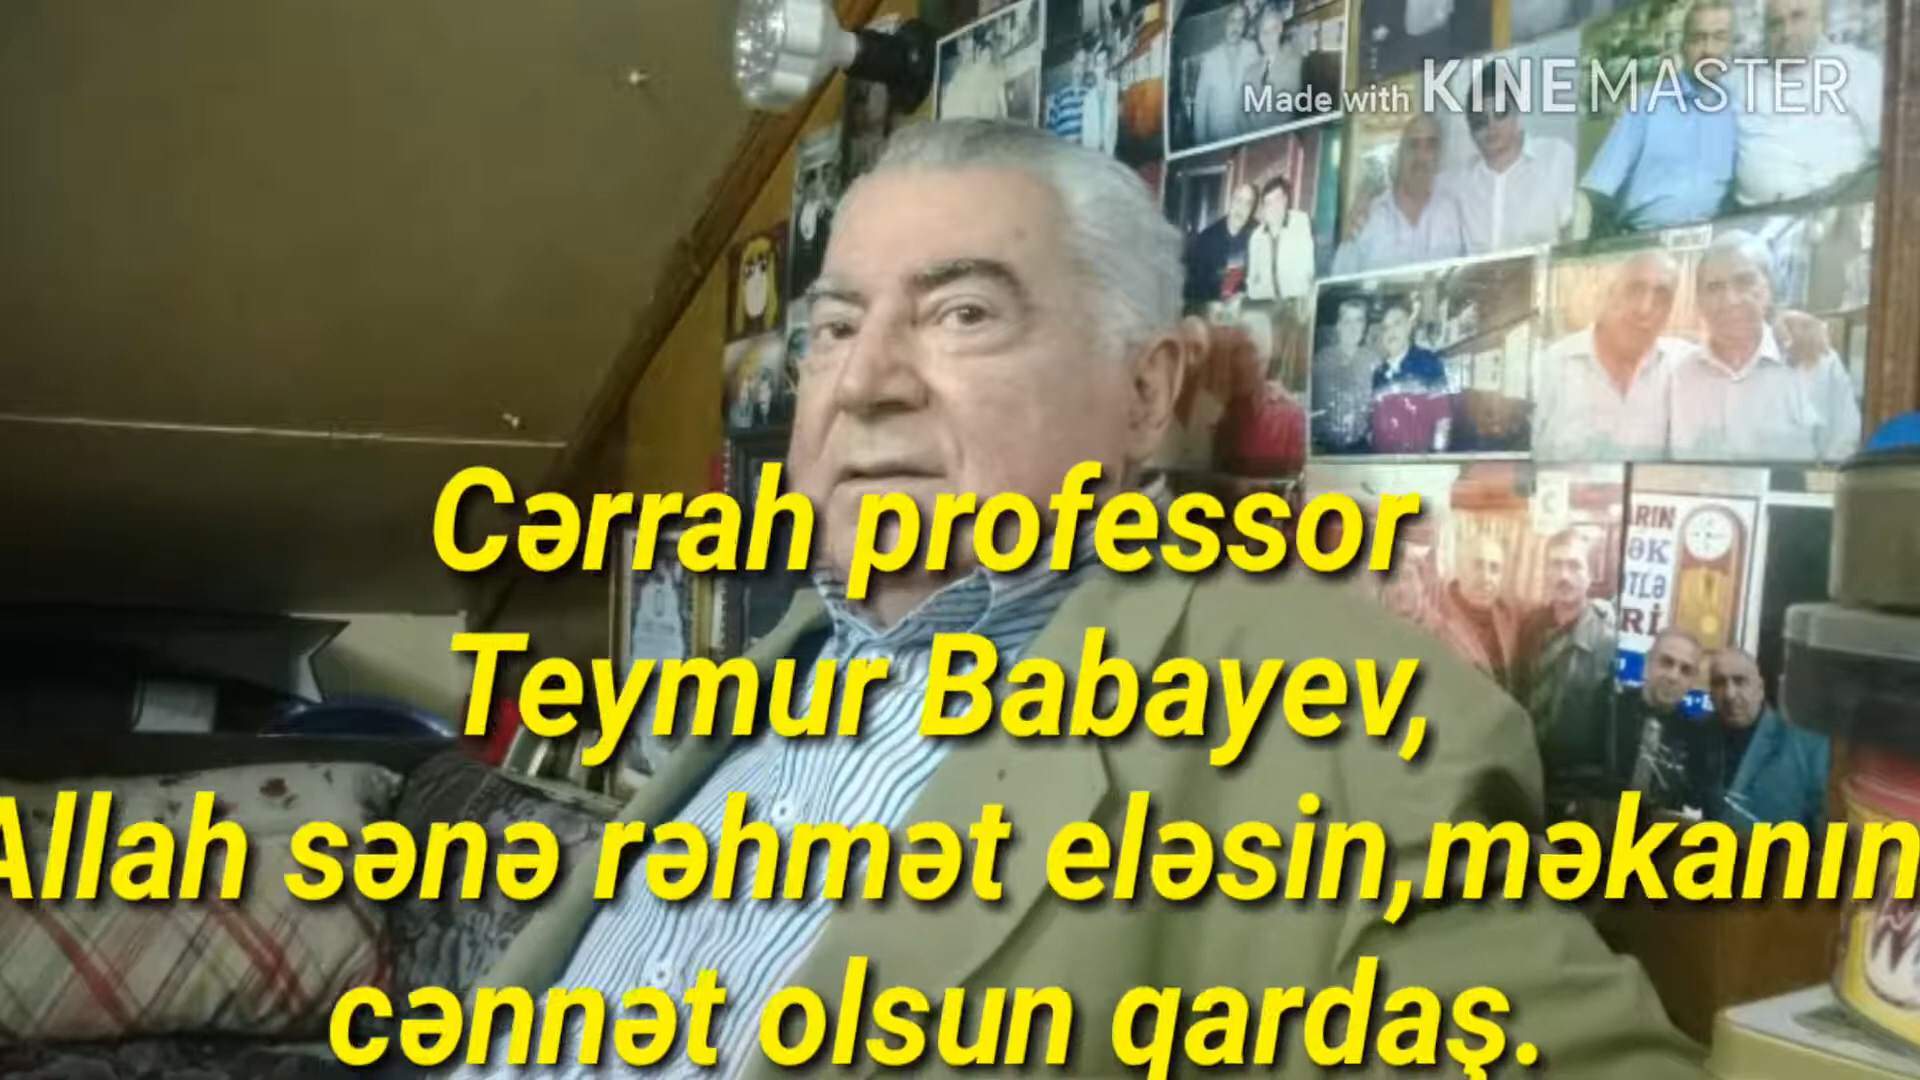 Made with KINEMASTER
Cərrah professor
Teymur Babayev,
Allah sənə rəhmət eləsin,məkanın
cənnət olsun qardaş.